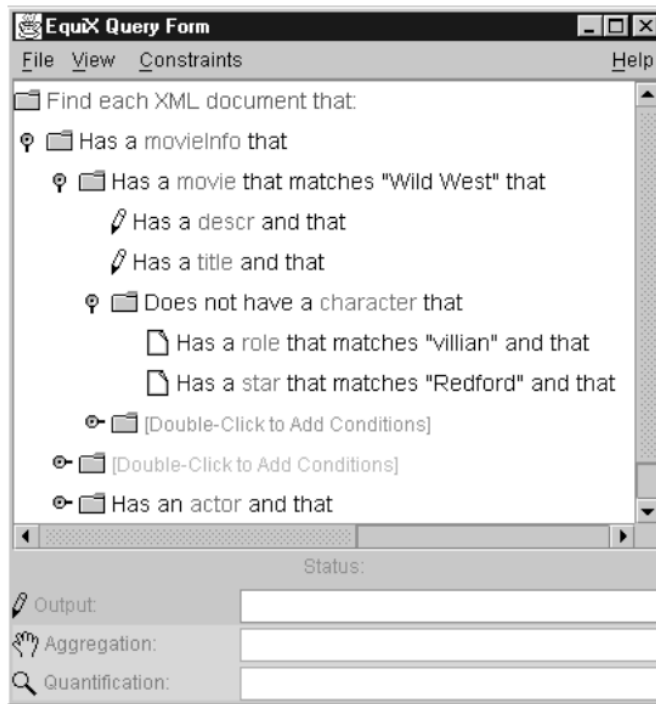 EquiX Query Form
File View Constraints Help
Find each XML document that:
Has a movieInfo that
Has a movie that matches "Wild West" that
Has a descr and that
Has a title and that
Does not have a character that
Has a role that matches "villian" and that
Has a star that matches "Redford" and that
[Double-Click to Add Conditions]
[Double-Click to Add Conditions]
Has an actor and that
Status:
Output:
Aggregation:
Quantification: